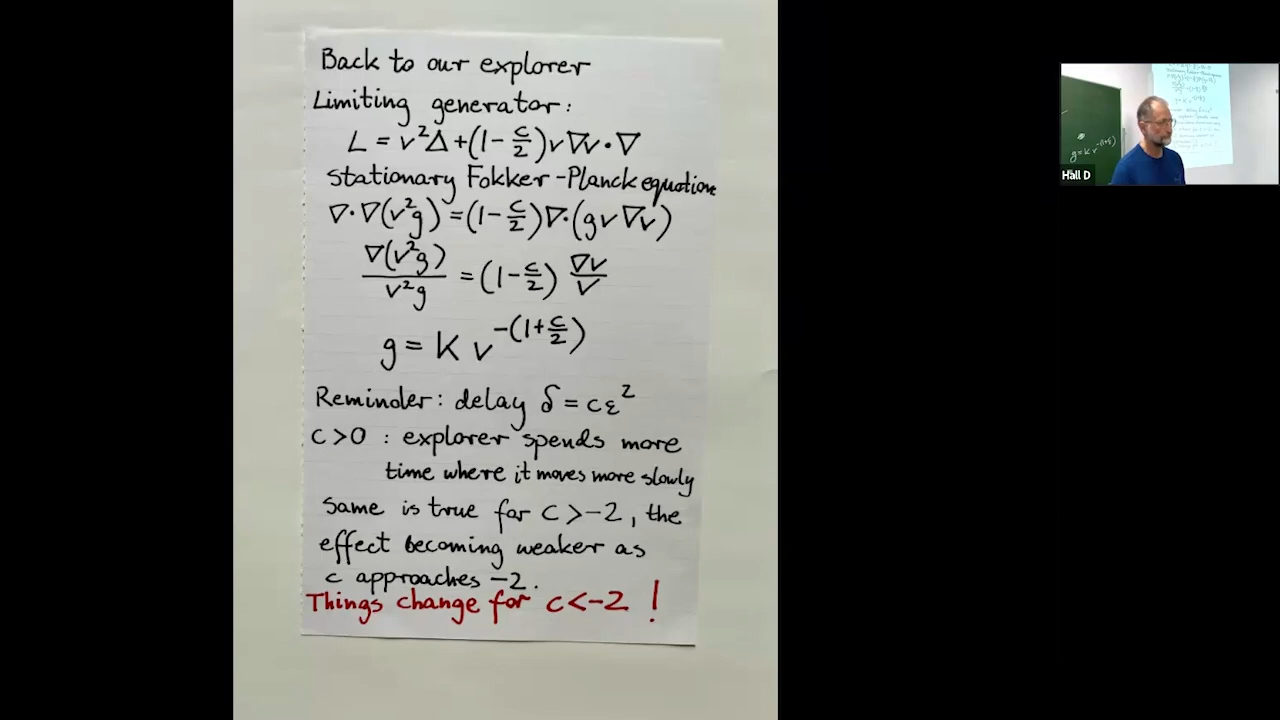 Back to our explorer
Limiting generator:
L = v²Δ + (1 - c/2) v∇v·∇
stationary Fokker-Planck equation
∇·∇(v²g) = (1 - c/2) ∇·(g v ∇v)
∇(v²g)/v²g = (1 - c/2) ∇v/v
g = K v^-(1+c/2)
Reminder: delay δ = cε²
c > 0 : explorer spends more
time where it moves more slowly
same is true for c > -2, the
effect becoming weaker as
c approaches -2.
Things change for c < -2 !
g = K v^-(1+c/2)
Hall D